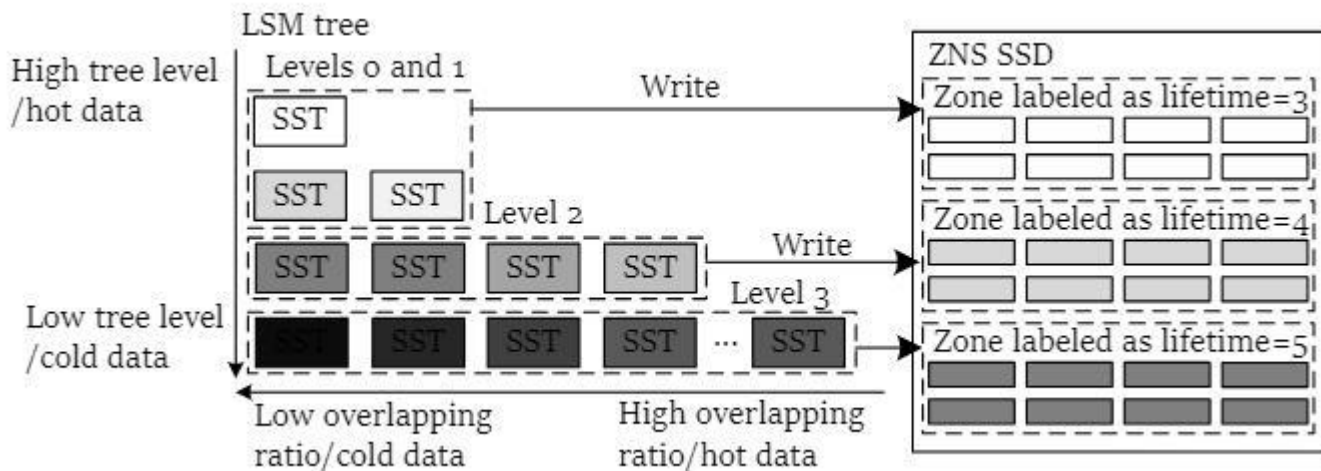 LSM tree
High tree level
/hot data
Levels 0 and 1
SST
SST SST
Level 2
SST SST SST SST
Level 3
SST SST SST SST ... SST
Low tree level
/cold data
Low overlapping
ratio/cold data
High overlapping
ratio/hot data
Write
Write
ZNS SSD
Zone labeled as lifetime=3
Zone labeled as lifetime=4
Zone labeled as lifetime=5